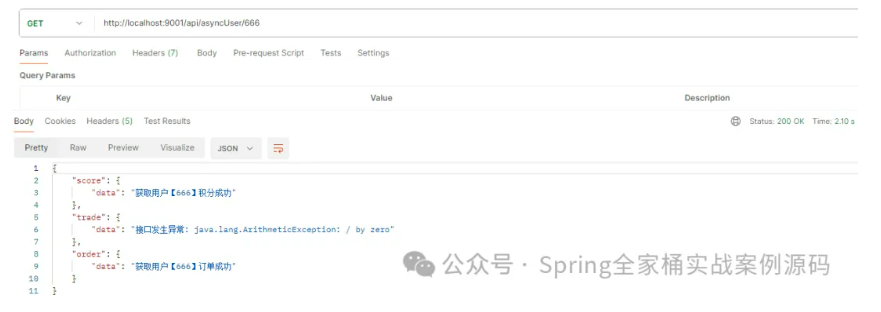 GET http://localhost:9001/api/asyncUser/666
Params Authorization Headers (7) Body Pre-request Script Tests Settings
Query Params
Key Value Description
Body Cookies Headers (5) Test Results Status: 200 OK Time: 2.10 s
Pretty Raw Preview Visualize JSON
1 {
2 "score": {
3 "data": "获取用户【666】积分成功"
4 },
5 "trade": {
6 "data": "接口发生异常: java.lang.ArithmeticException: / by zero"
7 },
8 "order": {
9 "data": "获取用户【666】订单成功"
10 }
11 }
公众号 · Spring全家桶实战案例源码